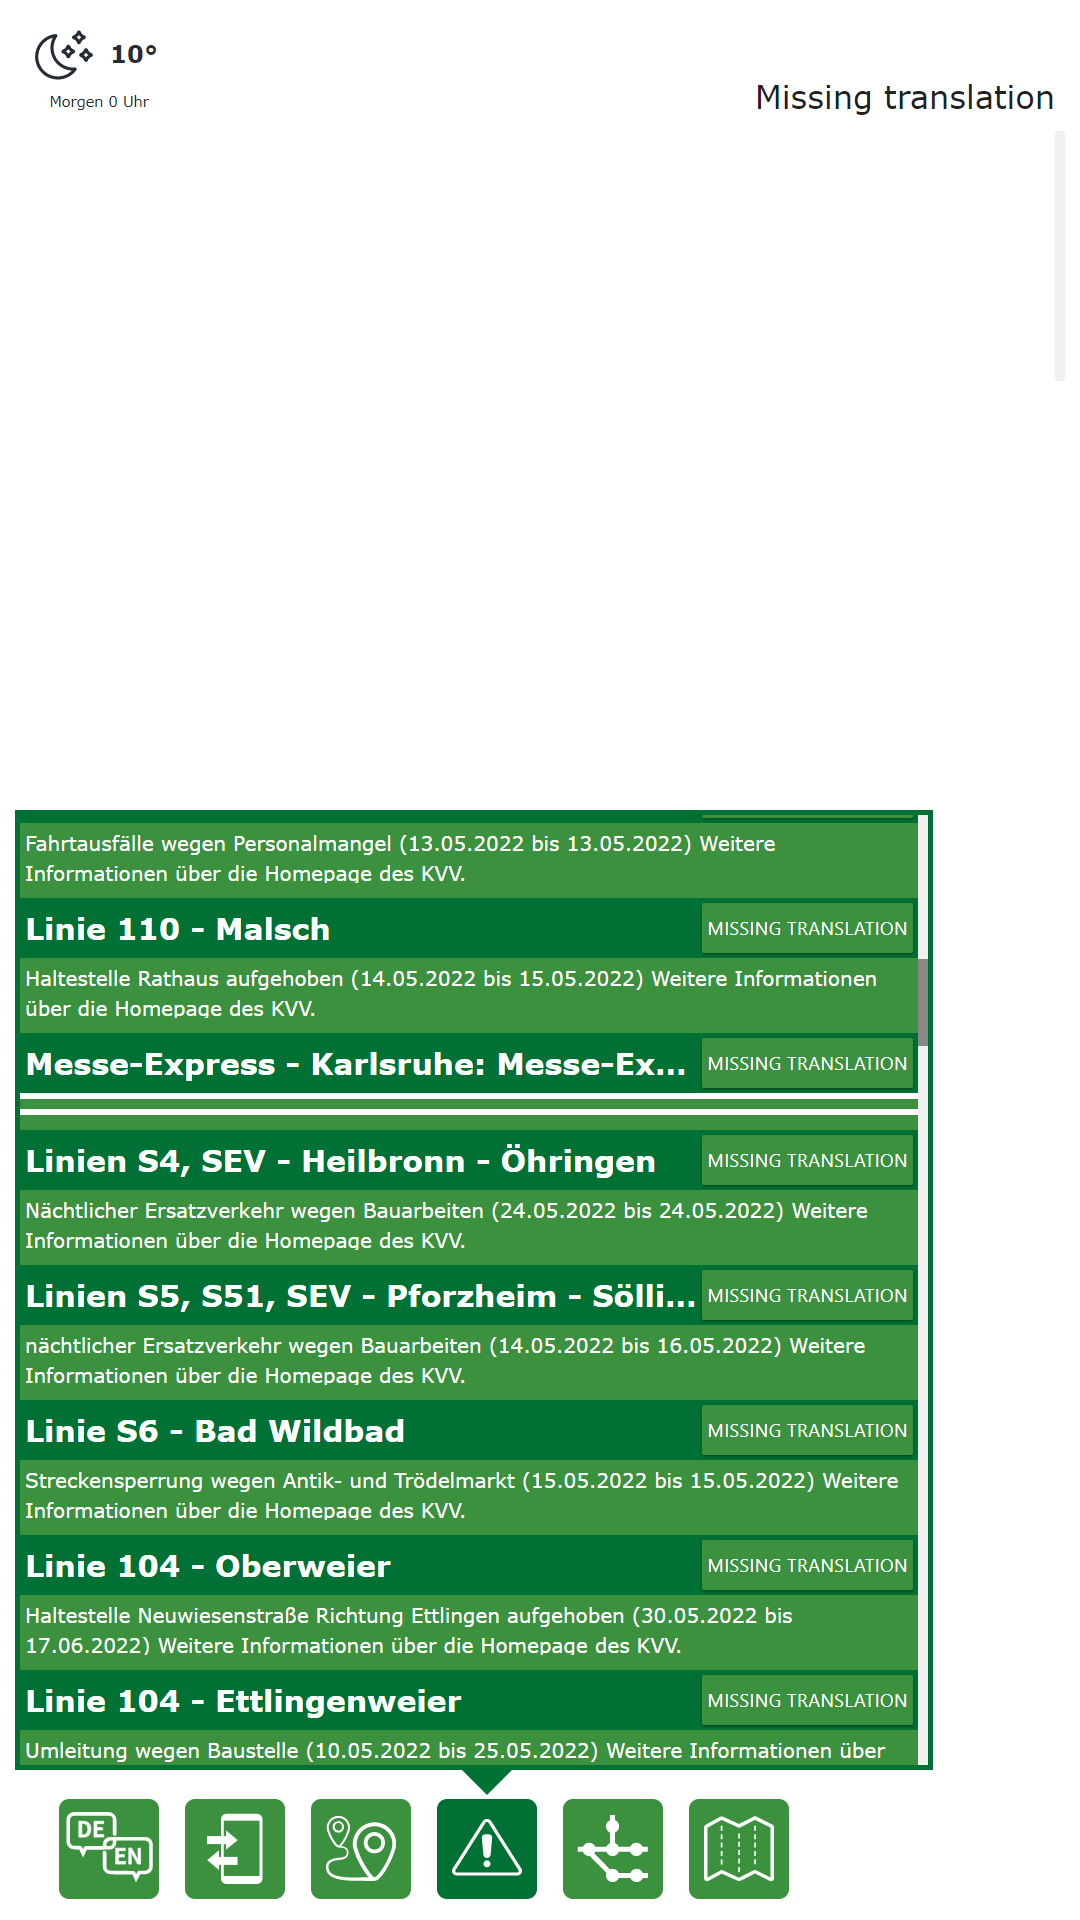 10°
Morgen 0 Uhr
Missing translation
Fahrtausfälle wegen Personalmangel (13.05.2022 bis 13.05.2022) Weitere
Informationen über die Homepage des KVV.
Linie 110 - Malsch
MISSING TRANSLATION
Haltestelle Rathaus aufgehoben (14.05.2022 bis 15.05.2022) Weitere Informationen
über die Homepage des KVV.
Messe-Express - Karlsruhe: Messe-Ex...
MISSING TRANSLATION
Linien S4, SEV - Heilbronn - Öhringen
MISSING TRANSLATION
Nächtlicher Ersatzverkehr wegen Bauarbeiten (24.05.2022 bis 24.05.2022) Weitere
Informationen über die Homepage des KVV.
Linien S5, S51, SEV - Pforzheim - Sölli...
MISSING TRANSLATION
nächtlicher Ersatzverkehr wegen Bauarbeiten (14.05.2022 bis 16.05.2022) Weitere
Informationen über die Homepage des KVV.
Linie S6 - Bad Wildbad
MISSING TRANSLATION
Streckensperrung wegen Antik- und Trödelmarkt (15.05.2022 bis 15.05.2022) Weitere
Informationen über die Homepage des KVV.
Linie 104 - Oberweier
MISSING TRANSLATION
Haltestelle Neuwiesenstraße Richtung Ettlingen aufgehoben (30.05.2022 bis
17.06.2022) Weitere Informationen über die Homepage des KVV.
Linie 104 - Ettlingenweier
MISSING TRANSLATION
Umleitung wegen Baustelle (10.05.2022 bis 25.05.2022) Weitere Informationen über
DE
EN